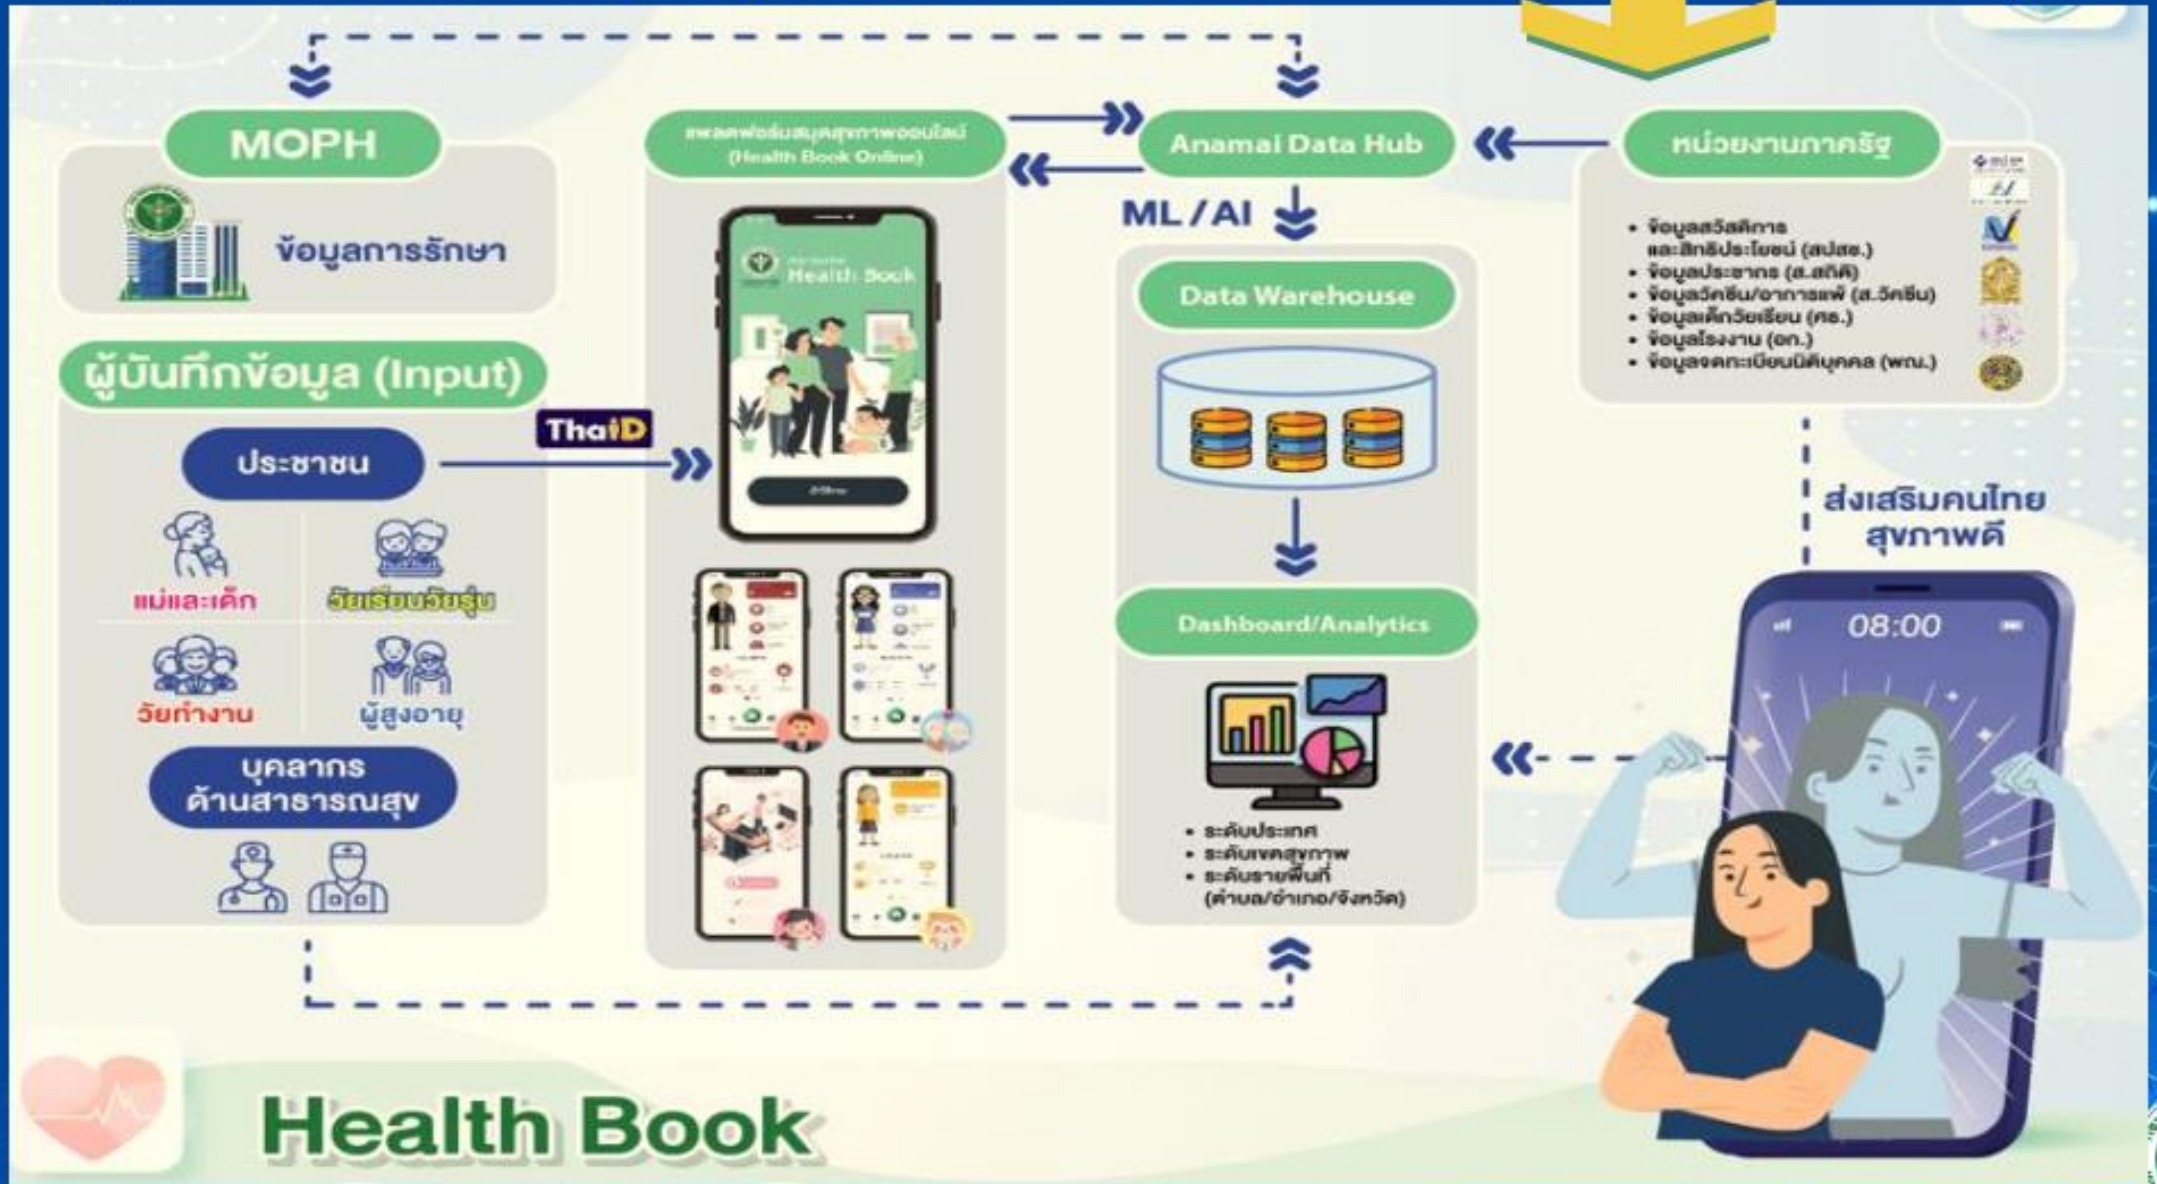 MOPH
ข้อมูลการรักษา
ผู้บันทึกข้อมูล (Input)
ประชาชน
แม่และเด็ก
วัยเรียนวัยรุ่น
วัยทำงาน
ผู้สูงอายุ
บุคลากร
ด้านสาธารณสุข
ThaiD
แพลตฟอร์มสมุดสุขภาพออนไลน์
(Health Book Online)
Health Book
Anamai Data Hub
ML/AI
Data Warehouse
Dashboard/Analytics
• ระดับประเทศ
• ระดับเขตสุขภาพ
• ระดับรายพื้นที่
(ตำบล/อำเภอ/จังหวัด)
หน่วยงานภาครัฐ
• ข้อมูลสวัสดิการ
และสิทธิประโยชน์ (สปสช.)
• ข้อมูลประชากร (ส.สถิติ)
• ข้อมูลวัคซีน/อาการแพ้ (ส.วัคซีน)
• ข้อมูลเด็กวัยเรียน (ศธ.)
• ข้อมูลโรงงาน (อก.)
• ข้อมูลจดทะเบียนนิติบุคคล (พณ.)
ส่งเสริมคนไทย
สุขภาพดี
08:00
Health Book